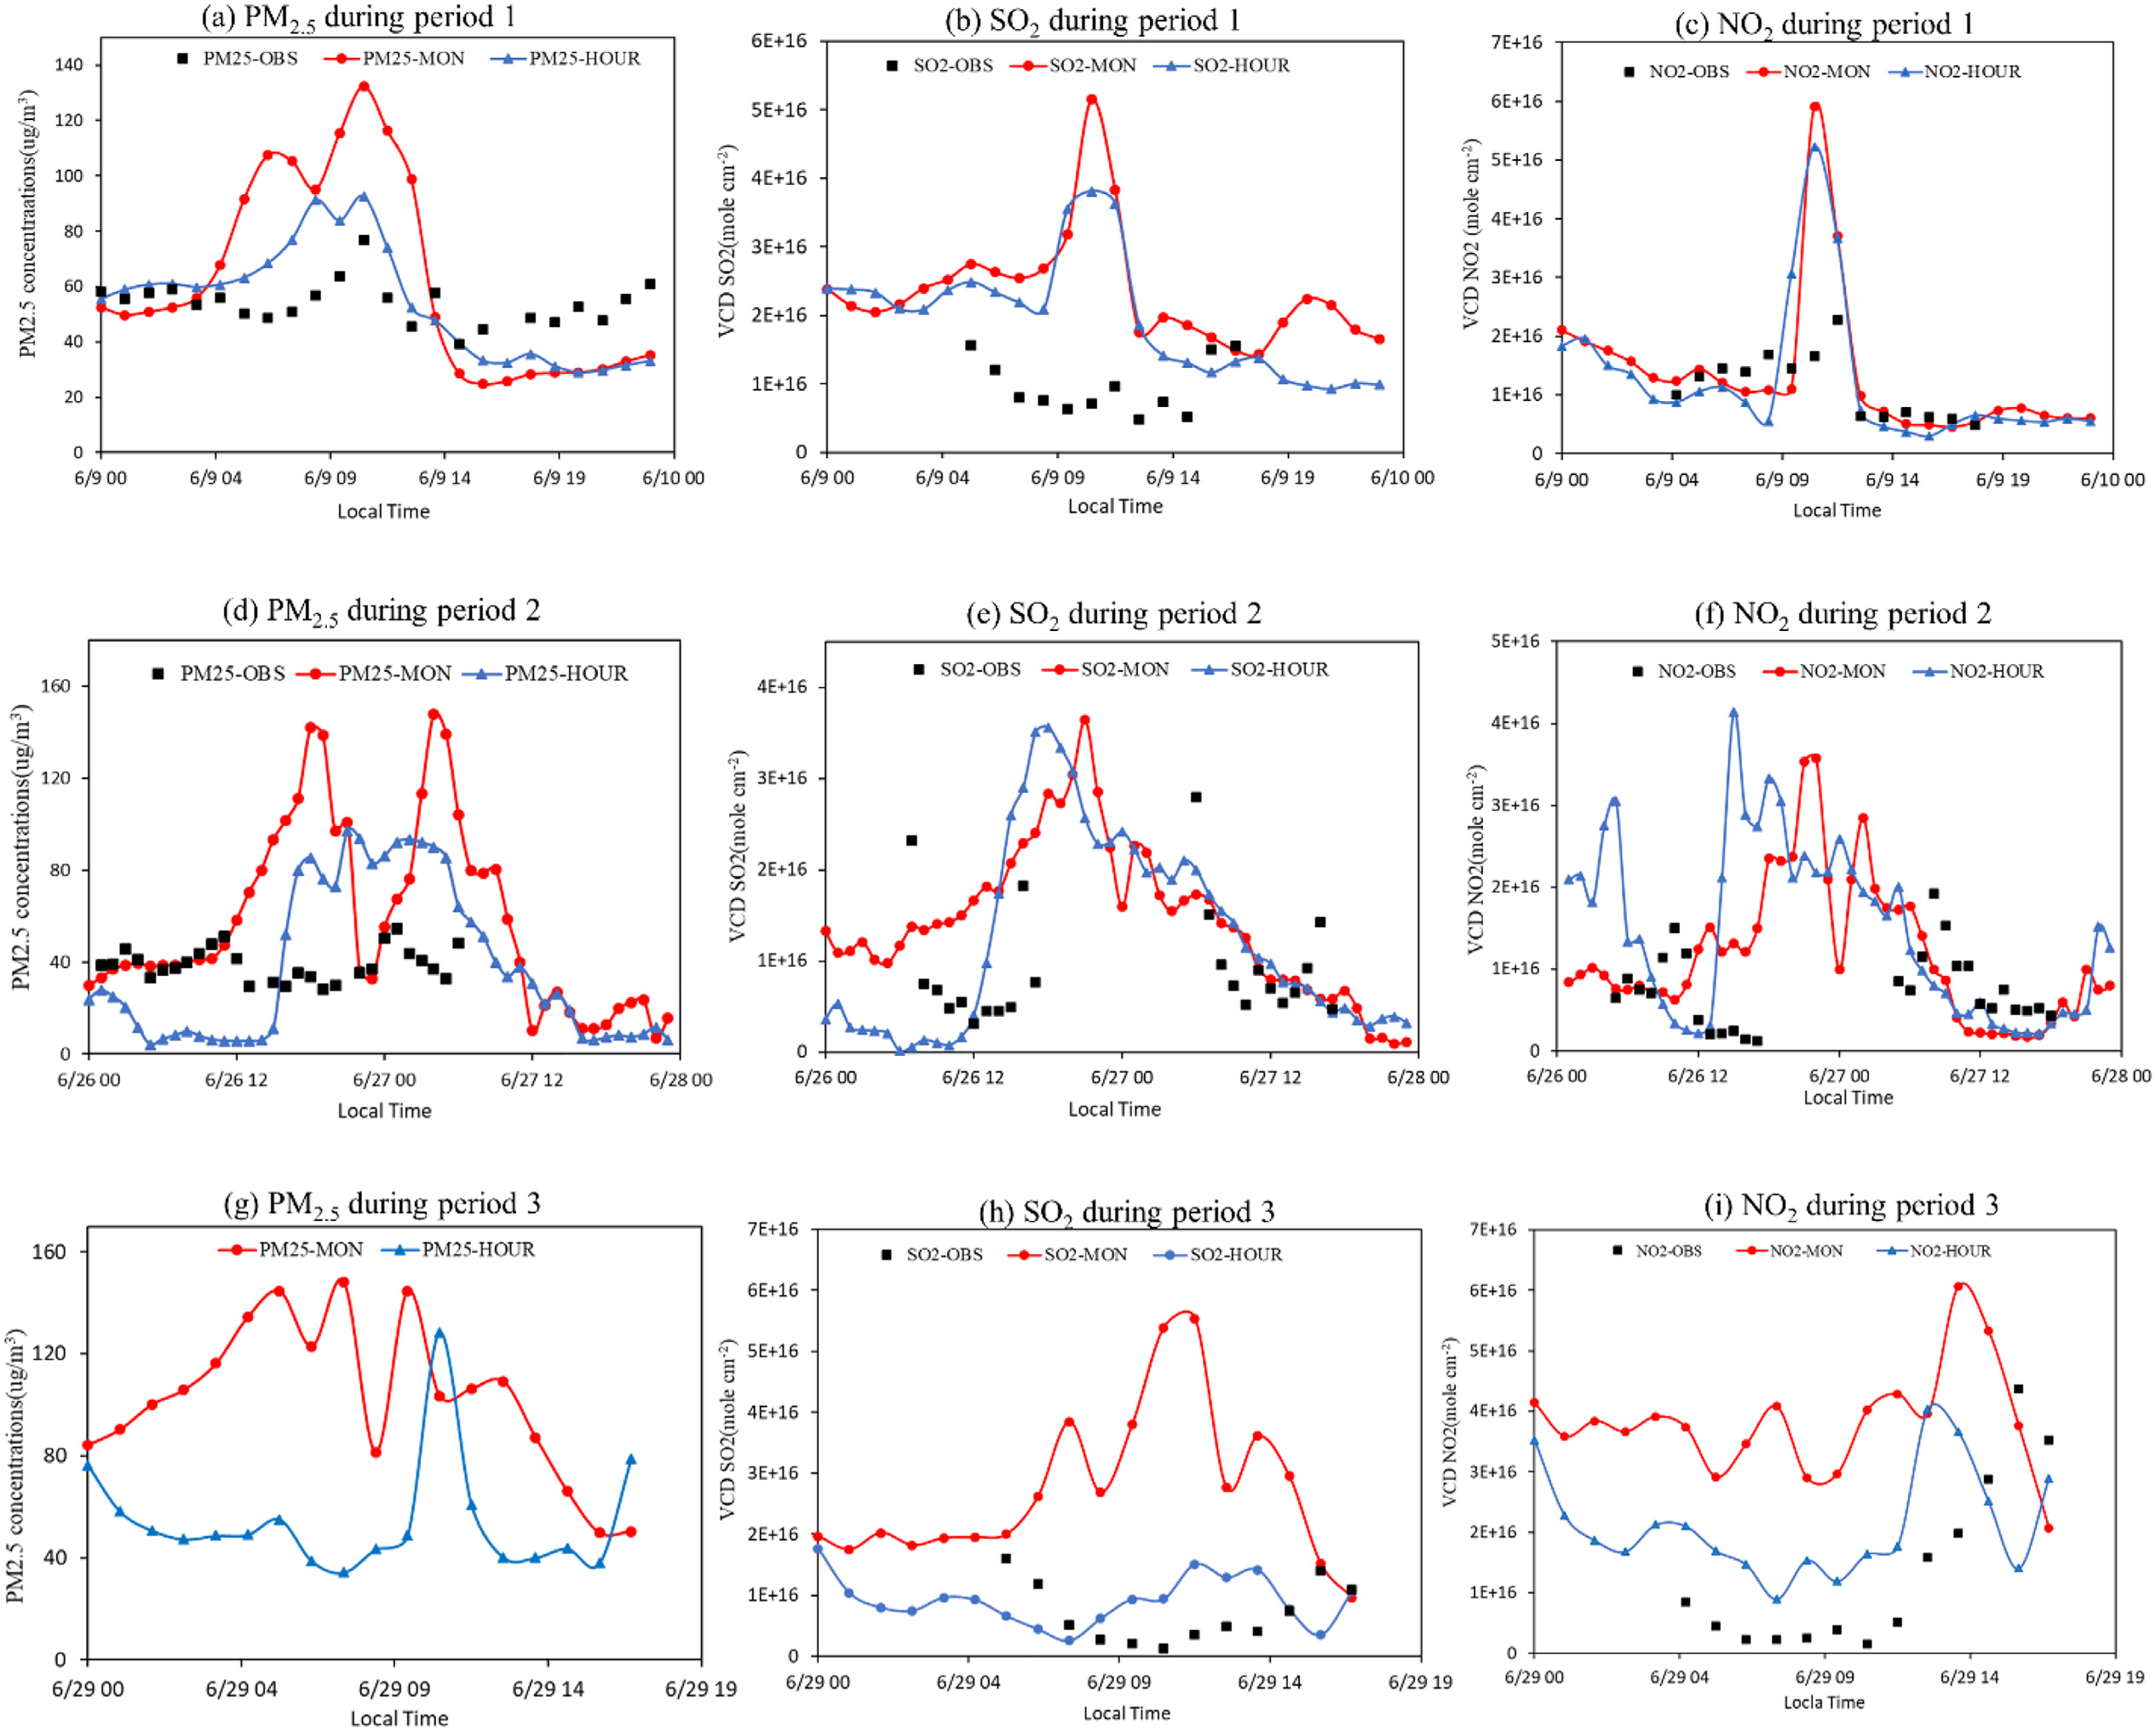 (a) PM2.5 during period 1
PM25-OBS PM25-MON PM25-HOUR
PM2.5 concentraations(ug/m3)
140
120
100
80
60
40
20
0
6/9 00 6/9 04 6/9 09 6/9 14 6/9 19 6/10 00
Local Time
(b) SO2 during period 1
SO2-OBS SO2-MON SO2-HOUR
VCD SO2(mole cm-2)
6E+16
5E+16
4E+16
3E+16
2E+16
1E+16
0
6/9 00 6/9 04 6/9 09 6/9 14 6/9 19 6/10 00
Local Time
(c) NO2 during period 1
NO2-OBS NO2-MON NO2-HOUR
VCD NO2 (mole cm-2)
7E+16
6E+16
5E+16
4E+16
3E+16
2E+16
1E+16
0
6/9 00 6/9 04 6/9 09 6/9 14 6/9 19 6/10 00
Local Time
(d) PM2.5 during period 2
PM25-OBS PM25-MON PM25-HOUR
PM2.5 concentrations(ug/m3)
160
120
80
40
0
6/26 00 6/26 12 6/27 00 6/27 12 6/28 00
Local Time
(e) SO2 during period 2
SO2-OBS SO2-MON SO2-HOUR
VCD SO2(mole cm-2)
4E+16
3E+16
2E+16
1E+16
0
6/26 00 6/26 12 6/27 00 6/27 12 6/28 00
Local Time
(f) NO2 during period 2
NO2-OBS NO2-MON NO2-HOUR
VCD NO2(mole cm-2)
5E+16
4E+16
3E+16
2E+16
1E+16
0
6/26 00 6/26 12 6/27 00 6/27 12 6/28 00
Local Time
(g) PM2.5 during period 3
PM25-MON PM25-HOUR
PM2.5 concentrations(ug/m3)
160
120
80
40
0
6/29 00 6/29 04 6/29 09 6/29 14 6/29 19
Local Time
(h) SO2 during period 3
SO2-OBS SO2-MON SO2-HOUR
VCD SO2(mole cm-2)
7E+16
6E+16
5E+16
4E+16
3E+16
2E+16
1E+16
0
6/29 00 6/29 04 6/29 09 6/29 14 6/29 19
Local Time
(i) NO2 during period 3
NO2-OBS NO2-MON NO2-HOUR
VCD NO2(mole cm-2)
7E+16
6E+16
5E+16
4E+16
3E+16
2E+16
1E+16
0
6/29 00 6/29 04 6/29 09 6/29 14 6/29 19
Locla Time